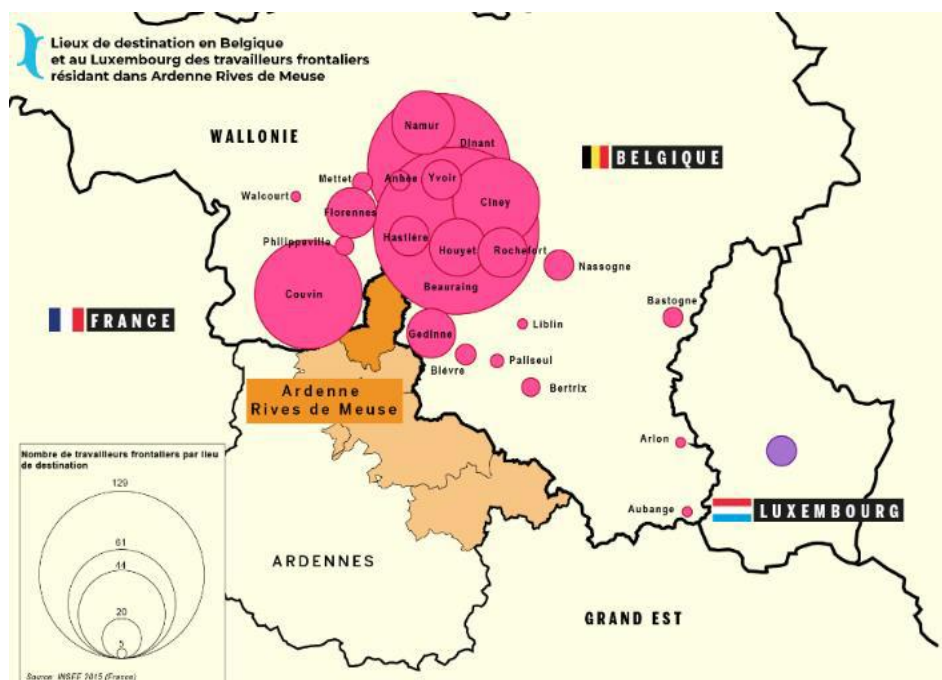 Lieux de destination en Belgique
et au Luxembourg des travailleurs frontaliers
résidant dans Ardenne Rives de Meuse
WALLONIE
Namur
Dinant
BELGIQUE
Mettet
Anhée
Yvoir
Walcourt
Ciney
Florennes
Philippeville
Hastière
Houyet
Rochefort
Nassogne
Beauraing
Couvin
Bastogne
FRANCE
Gedinne
Liblin
Bièvre
Paliseul
Bertrix
Ardenne
Rives de Meuse
Arlon
Nombre de travailleurs frontaliers par lieu
de destination
129
61
44
20
5
Aubange
LUXEMBOURG
ARDENNES
GRAND EST
Source: INSEE 2015 (France)